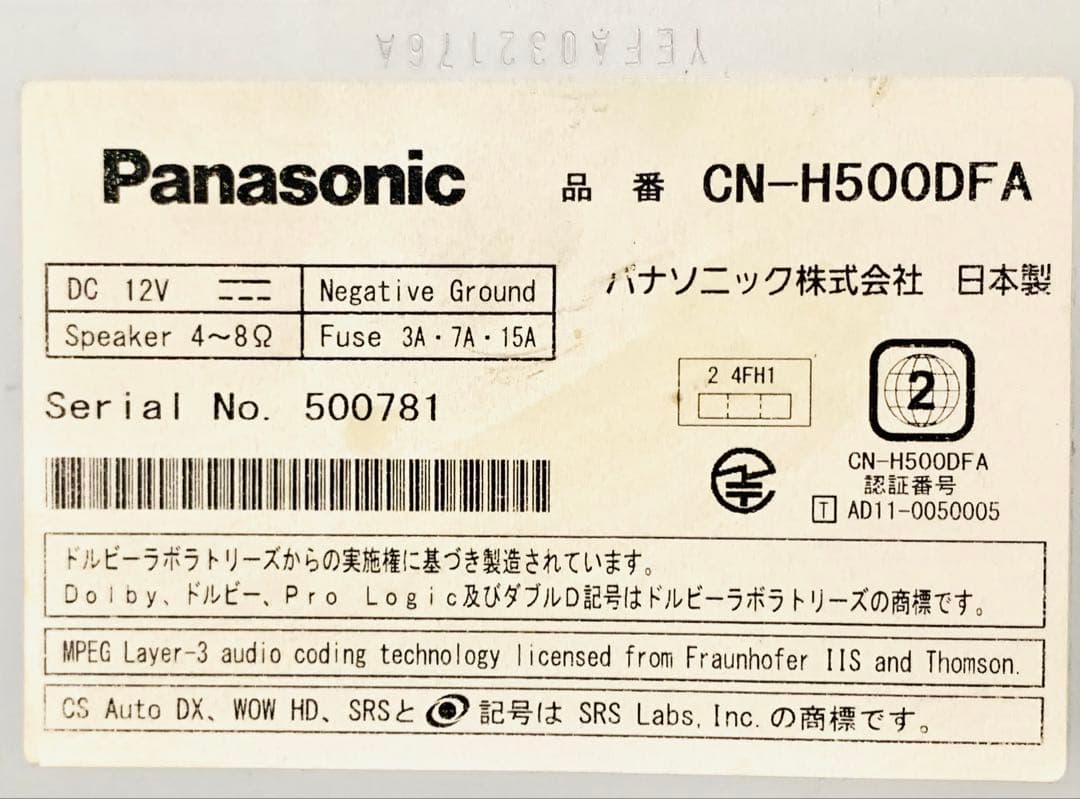 YEFA032176A
Panasonic 品 番 CN-H500DFA
DC 12V Negative Ground
Speaker 4～8Ω Fuse 3A・7A・15A
パナソニック株式会社 日本製
2 4FH1
2
Serial No. 500781
CN-H500DFA
認証番号
T AD11-0050005
ドルビーラボラトリーズからの実施権に基づき製造されています。
Dolby、ドルビー、Pro Logic及びダブルD記号はドルビーラボラトリーズの商標です。
MPEG Layer-3 audio coding technology licensed from Fraunhofer IIS and Thomson.
CS Auto DX、WOW HD、SRSと 記号は SRS Labs,Inc.の商標です。